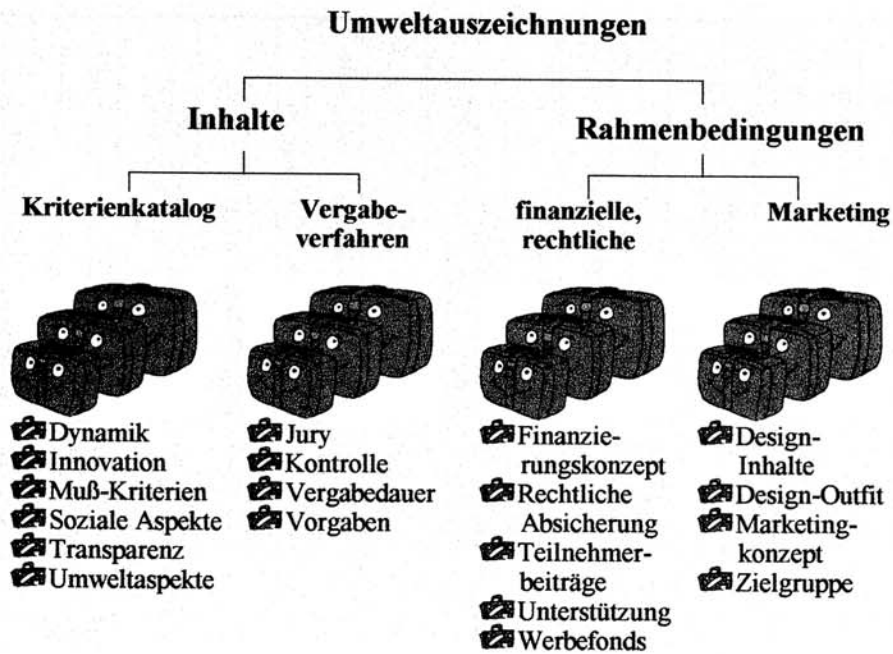 Umweltauszeichnungen
Inhalte
Rahmenbedingungen
Kriterienkatalog
Vergabe-
verfahren
finanzielle,
rechtliche
Marketing
Dynamik
Innovation
Muß-Kriterien
Soziale Aspekte
Transparenz
Umweltaspekte
Jury
Kontrolle
Vergabedauer
Vorgaben
Finanzie-
rungskonzept
Rechtliche
Absicherung
Teilnehmer-
beiträge
Unterstützung
Werbefonds
Design-
Inhalte
Design-Outfit
Marketing-
konzept
Zielgruppe